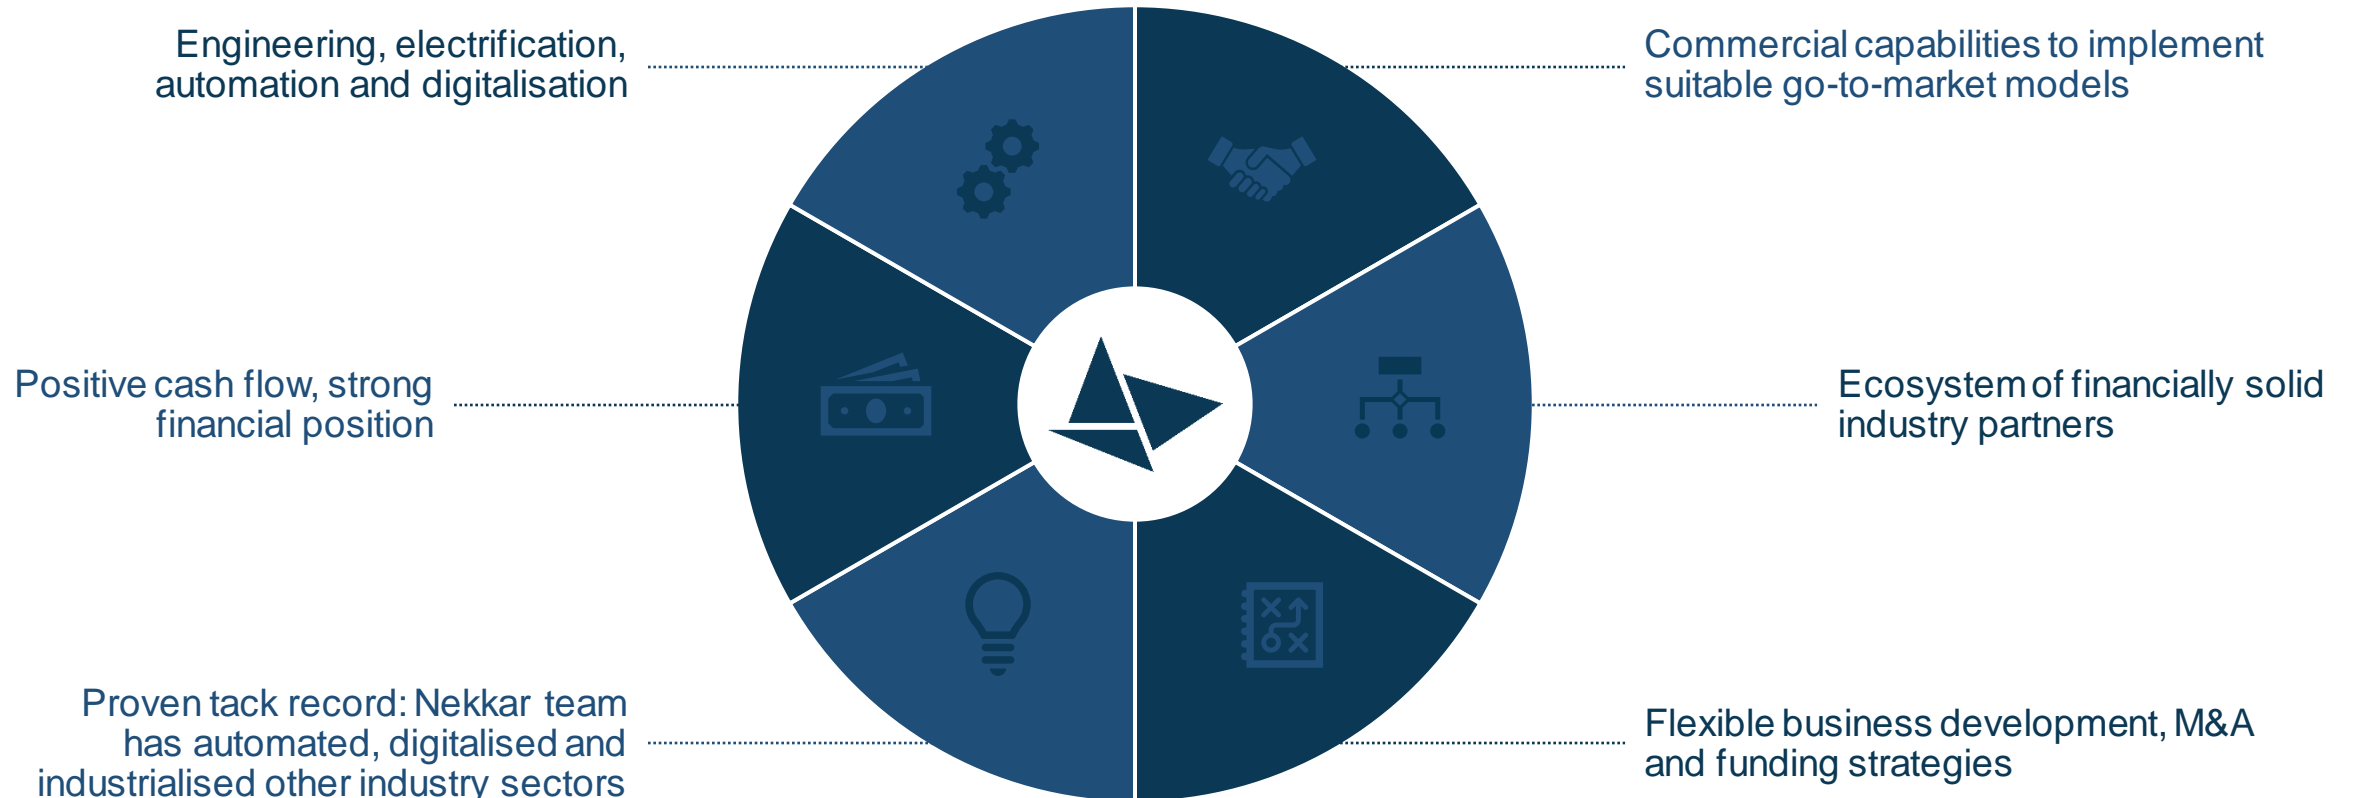 Engineering, electrification,
automation and digitalisation
Commercial capabilities to implement
suitable go-to-market models
Positive cash flow, strong
financial position
Ecosystem of financially solid
industry partners
Proven tack record: Nekkar team
has automated, digitalised and
industrialised other industry sectors
Flexible business development, M&A
and funding strategies